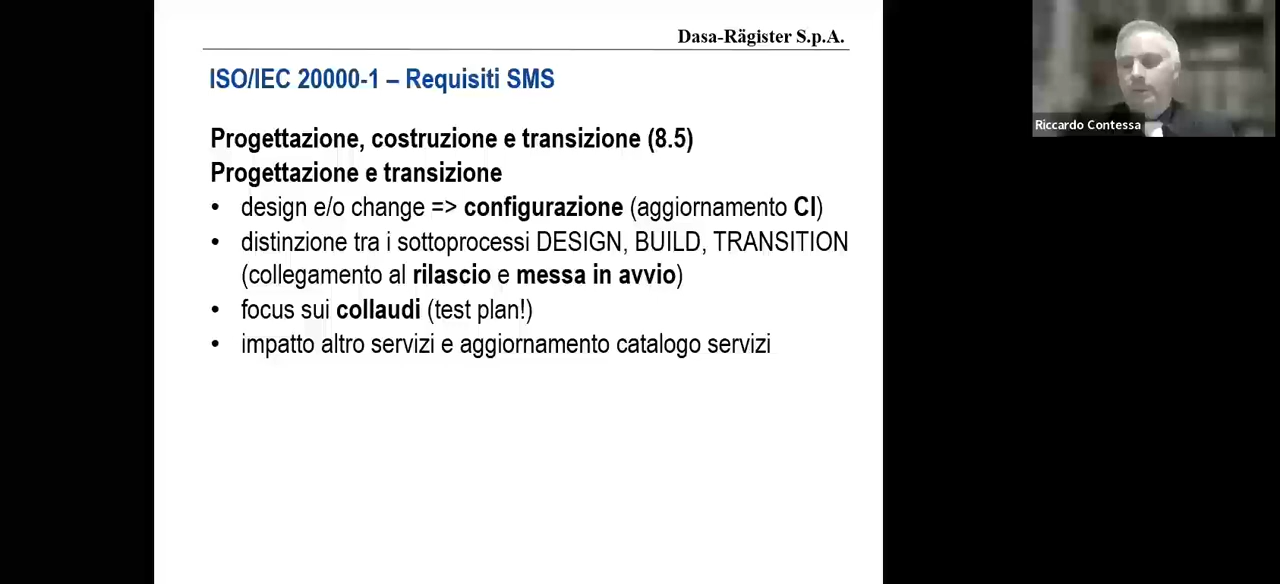 Dasa-Rägister S.p.A.
ISO/IEC 20000-1 – Requisiti SMS
Progettazione, costruzione e transizione (8.5)
Progettazione e transizione
• design e/o change => configurazione (aggiornamento CI)
• distinzione tra i sottoprocessi DESIGN, BUILD, TRANSITION
(collegamento al rilascio e messa in avvio)
• focus sui collaudi (test plan!)
• impatto altro servizi e aggiornamento catalogo servizi
Riccardo Contessa